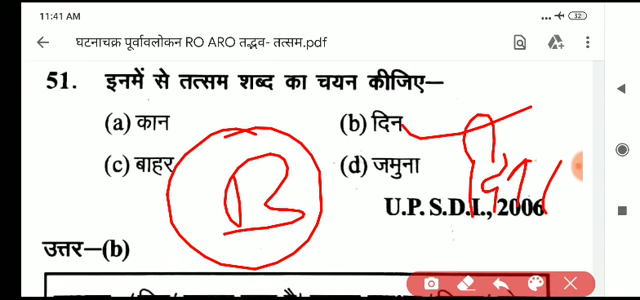 11:41 AM ... 32
घटनाचक्र पूर्वावलोकन RO ARO तद्भव- तत्सम.pdf
51. इनमें से तत्सम शब्द का चयन कीजिए—
(a) कान (b) दिन
(c) बाहर (d) जमुना
B
U.P. S.D.I., 2006
उत्तर—(b)